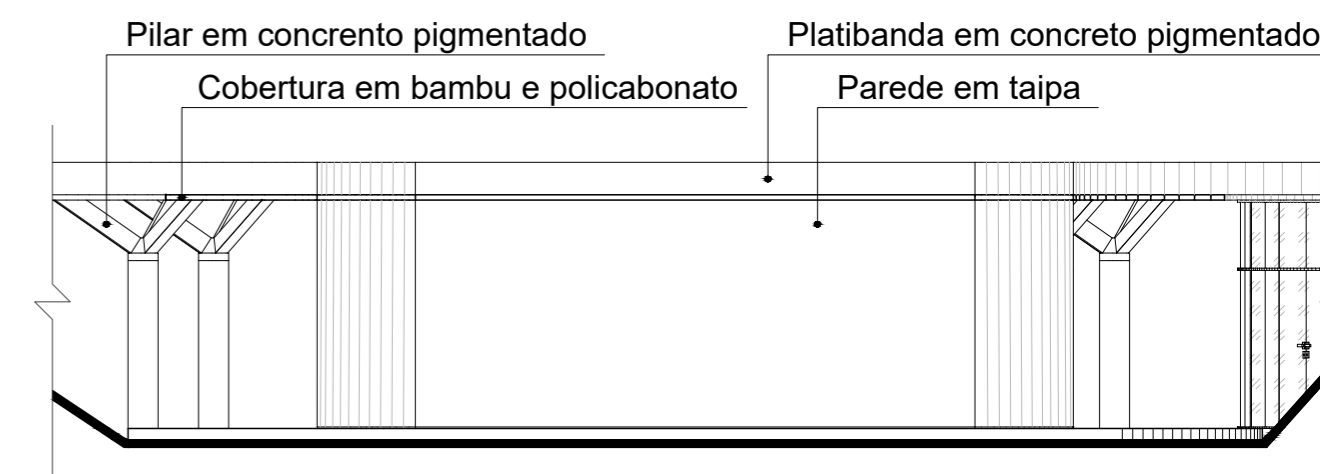 Pilar em concrento pigmentado
Platibanda em concreto pigmentado
Cobertura em bambu e policabonato
Parede em taipa